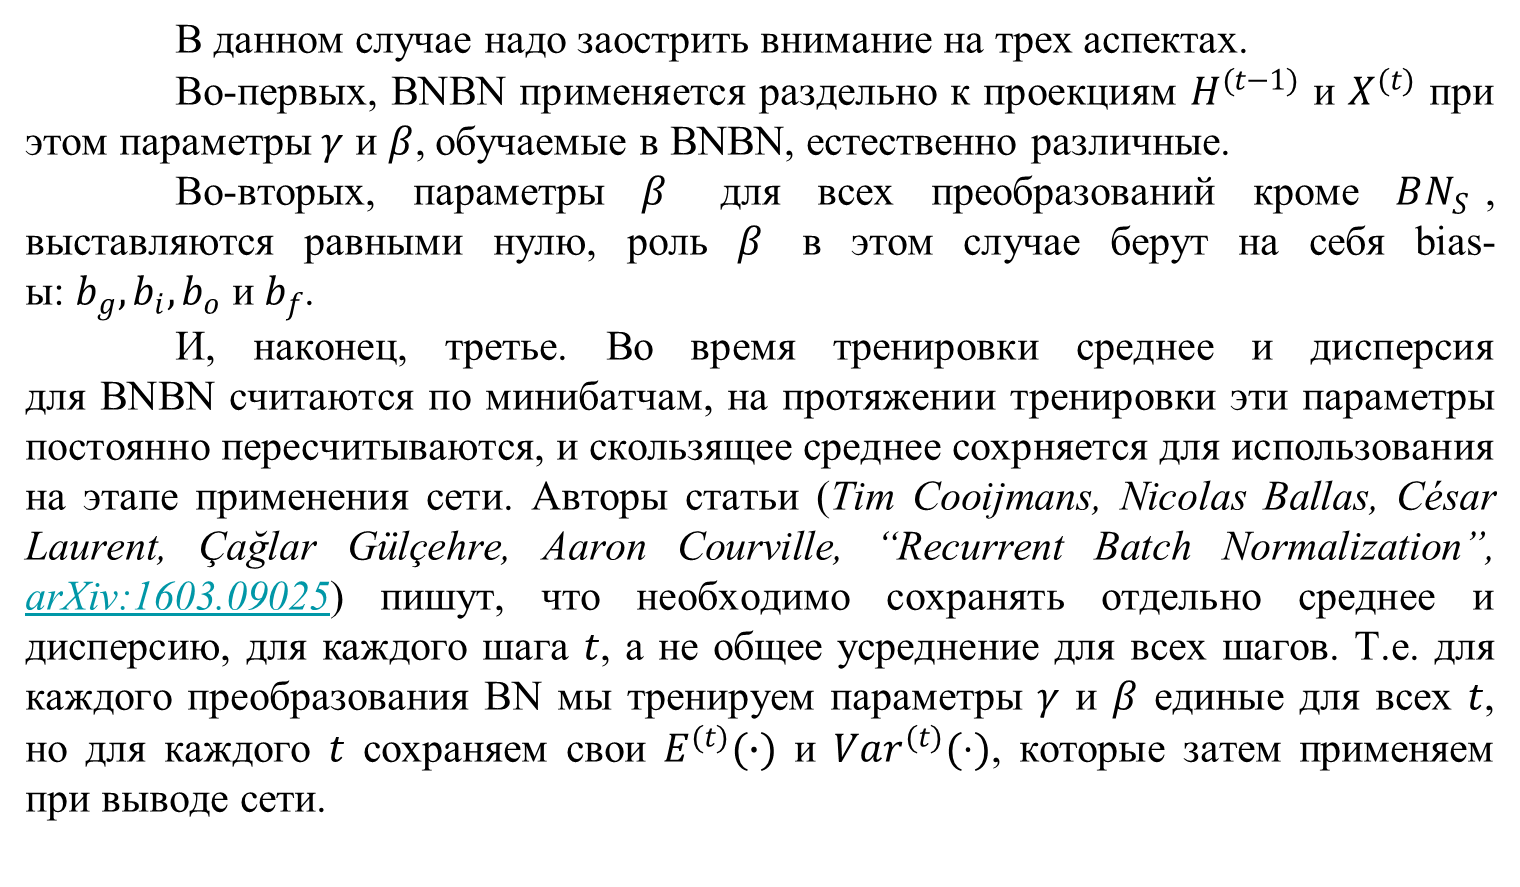 В данном случае надо заострить внимание на трех аспектах.
Во-первых, BNBN применяется раздельно к проекциям H^(t−1) и X^(t) при
этом параметры γ и β, обучаемые в BNBN, естественно различные.
Во-вторых, параметры β для всех преобразований кроме BN_S ,
выставляются равными нулю, роль β в этом случае берут на себя bias-
ы: b_g, b_i, b_o и b_f.
И, наконец, третье. Во время тренировки среднее и дисперсия
для BNBN считаются по минибатчам, на протяжении тренировки эти параметры
постоянно пересчитываются, и скользящее среднее сохрняется для использования
на этапе применения сети. Авторы статьи (Tim Cooijmans, Nicolas Ballas, César
Laurent, Çağlar Gülçehre, Aaron Courville, “Recurrent Batch Normalization”,
arXiv:1603.09025) пишут, что необходимо сохранять отдельно среднее и
дисперсию, для каждого шага t, а не общее усреднение для всех шагов. Т.е. для
каждого преобразования BN мы тренируем параметры γ и β единые для всех t,
но для каждого t сохраняем свои E^(t)(·) и Var^(t)(·), которые затем применяем
при выводе сети.